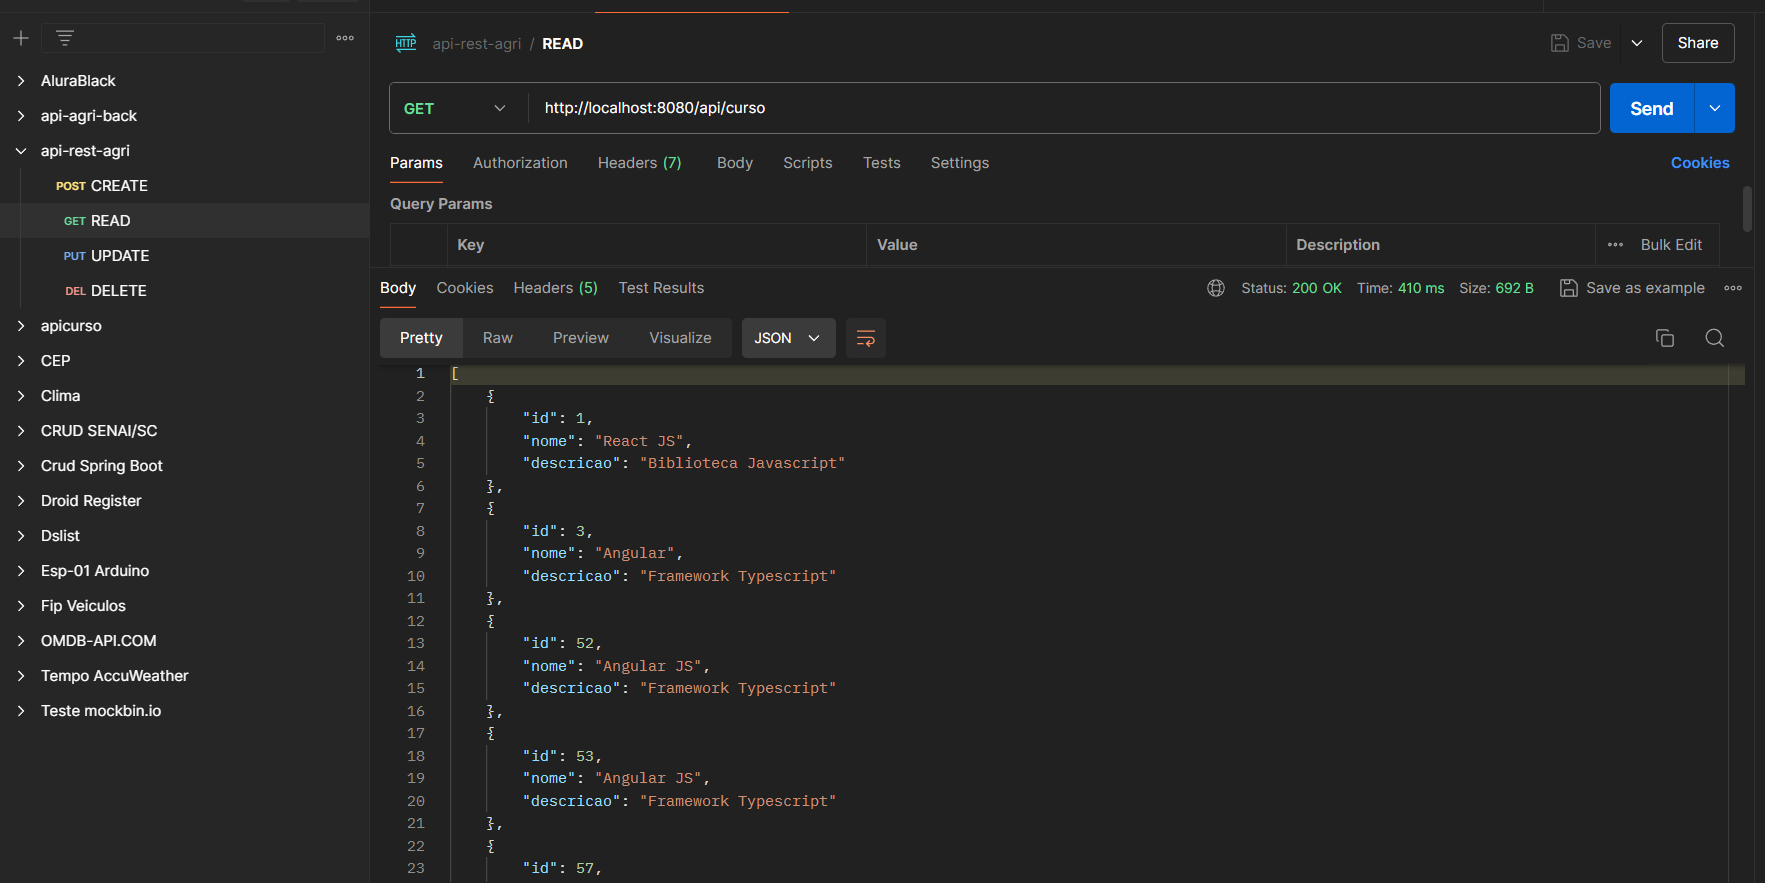 HTTP api-rest-agri / READ
Save
Share
AluraBlack
api-agri-back
api-rest-agri
POST CREATE
GET READ
PUT UPDATE
DEL DELETE
apicurso
CEP
Clima
CRUD SENAI/SC
Crud Spring Boot
Droid Register
Dslist
Esp-01 Arduino
Fip Veiculos
OMDB-API.COM
Tempo AccuWeather
Teste mockbin.io
GET http://localhost:8080/api/curso
Send
Params Authorization Headers (7) Body Scripts Tests Settings Cookies
Query Params
Key Value Description Bulk Edit
Body Cookies Headers (5) Test Results Status: 200 OK Time: 410 ms Size: 692 B Save as example
Pretty Raw Preview Visualize JSON
1 [
2 {
3 "id": 1,
4 "nome": "React JS",
5 "descricao": "Biblioteca Javascript"
6 },
7 {
8 "id": 3,
9 "nome": "Angular",
10 "descricao": "Framework Typescript"
11 },
12 {
13 "id": 52,
14 "nome": "Angular JS",
15 "descricao": "Framework Typescript"
16 },
17 {
18 "id": 53,
19 "nome": "Angular JS",
20 "descricao": "Framework Typescript"
21 },
22 {
23 "id": 57,